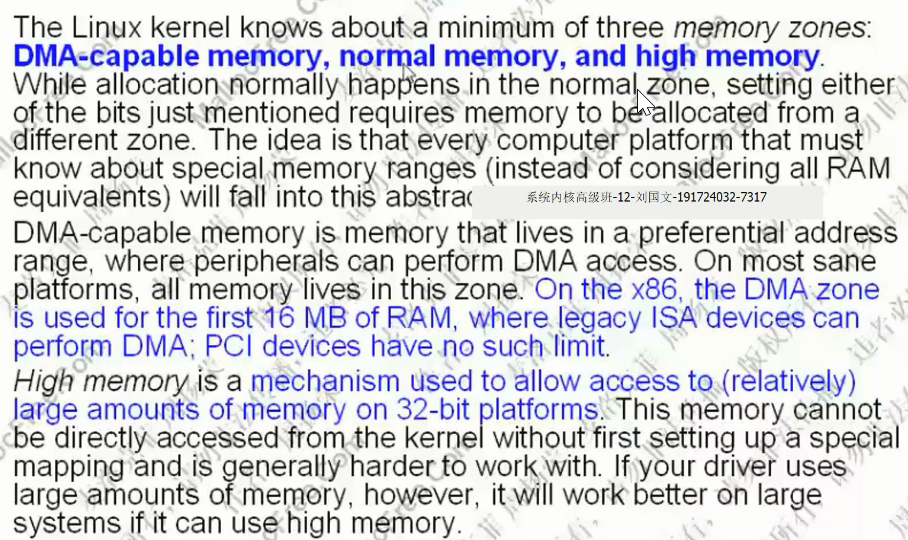 The Linux kernel knows about a minimum of three memory zones:
DMA-capable memory, normal memory, and high memory.
While allocation normally happens in the normal zone, setting either
of the bits just mentioned requires memory to be allocated from a
different zone. The idea is that every computer platform that must
know about special memory ranges (instead of considering all RAM
equivalents) will fall into this abstrac
系统内核高级班-12-刘国文-191724032-7317
DMA-capable memory is memory that lives in a preferential address
range, where peripherals can perform DMA access. On most sane
platforms, all memory lives in this zone. On the x86, the DMA zone
is used for the first 16 MB of RAM, where legacy ISA devices can
perform DMA; PCI devices have no such limit.
High memory is a mechanism used to allow access to (relatively)
large amounts of memory on 32-bit platforms. This memory cannot
be directly accessed from the kernel without first setting up a special
mapping and is generally harder to work with. If your driver uses
large amounts of memory, however, it will work better on large
systems if it can use high memory.